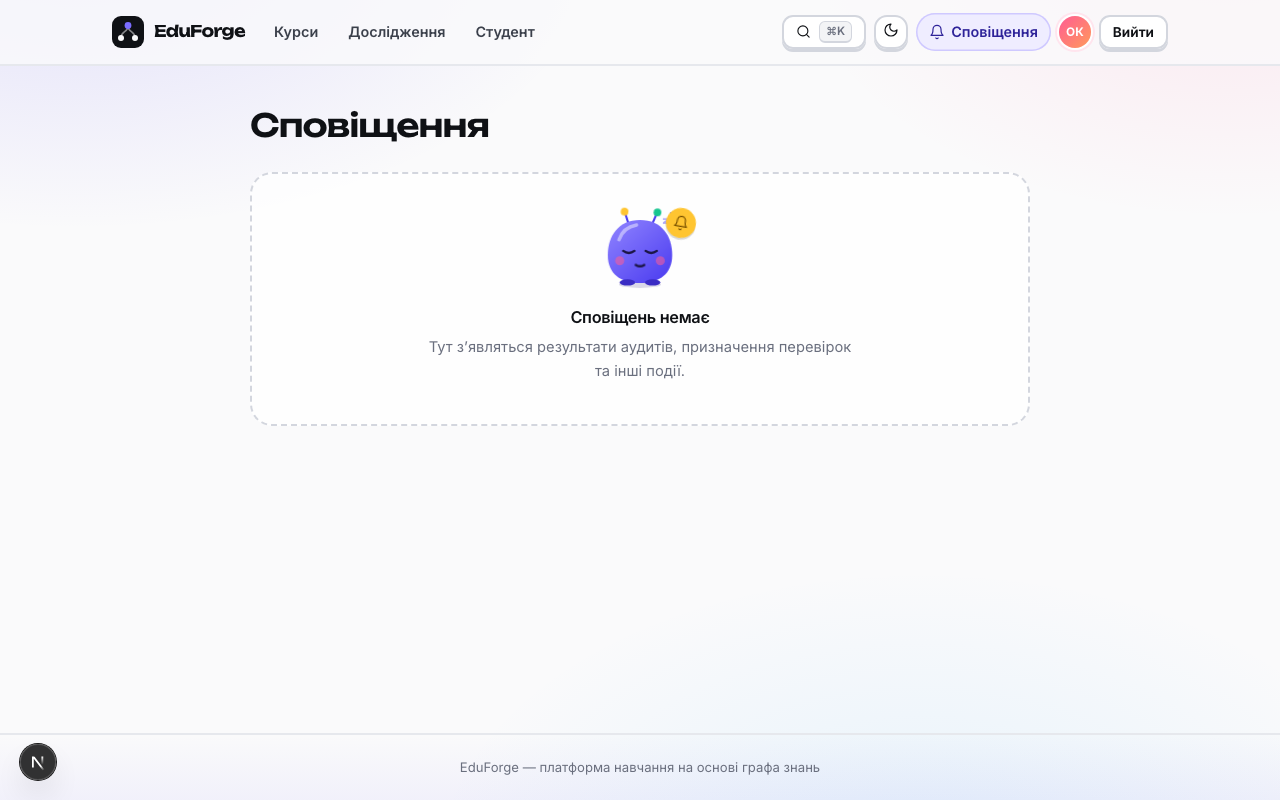 EduForge
Курси
Дослідження
Студент
⌘K
Сповіщення
ОК
Вийти
Сповіщення
Сповіщень немає
Тут з’являться результати аудитів, призначення перевірок
та інші події.
N
EduForge — платформа навчання на основі графа знань